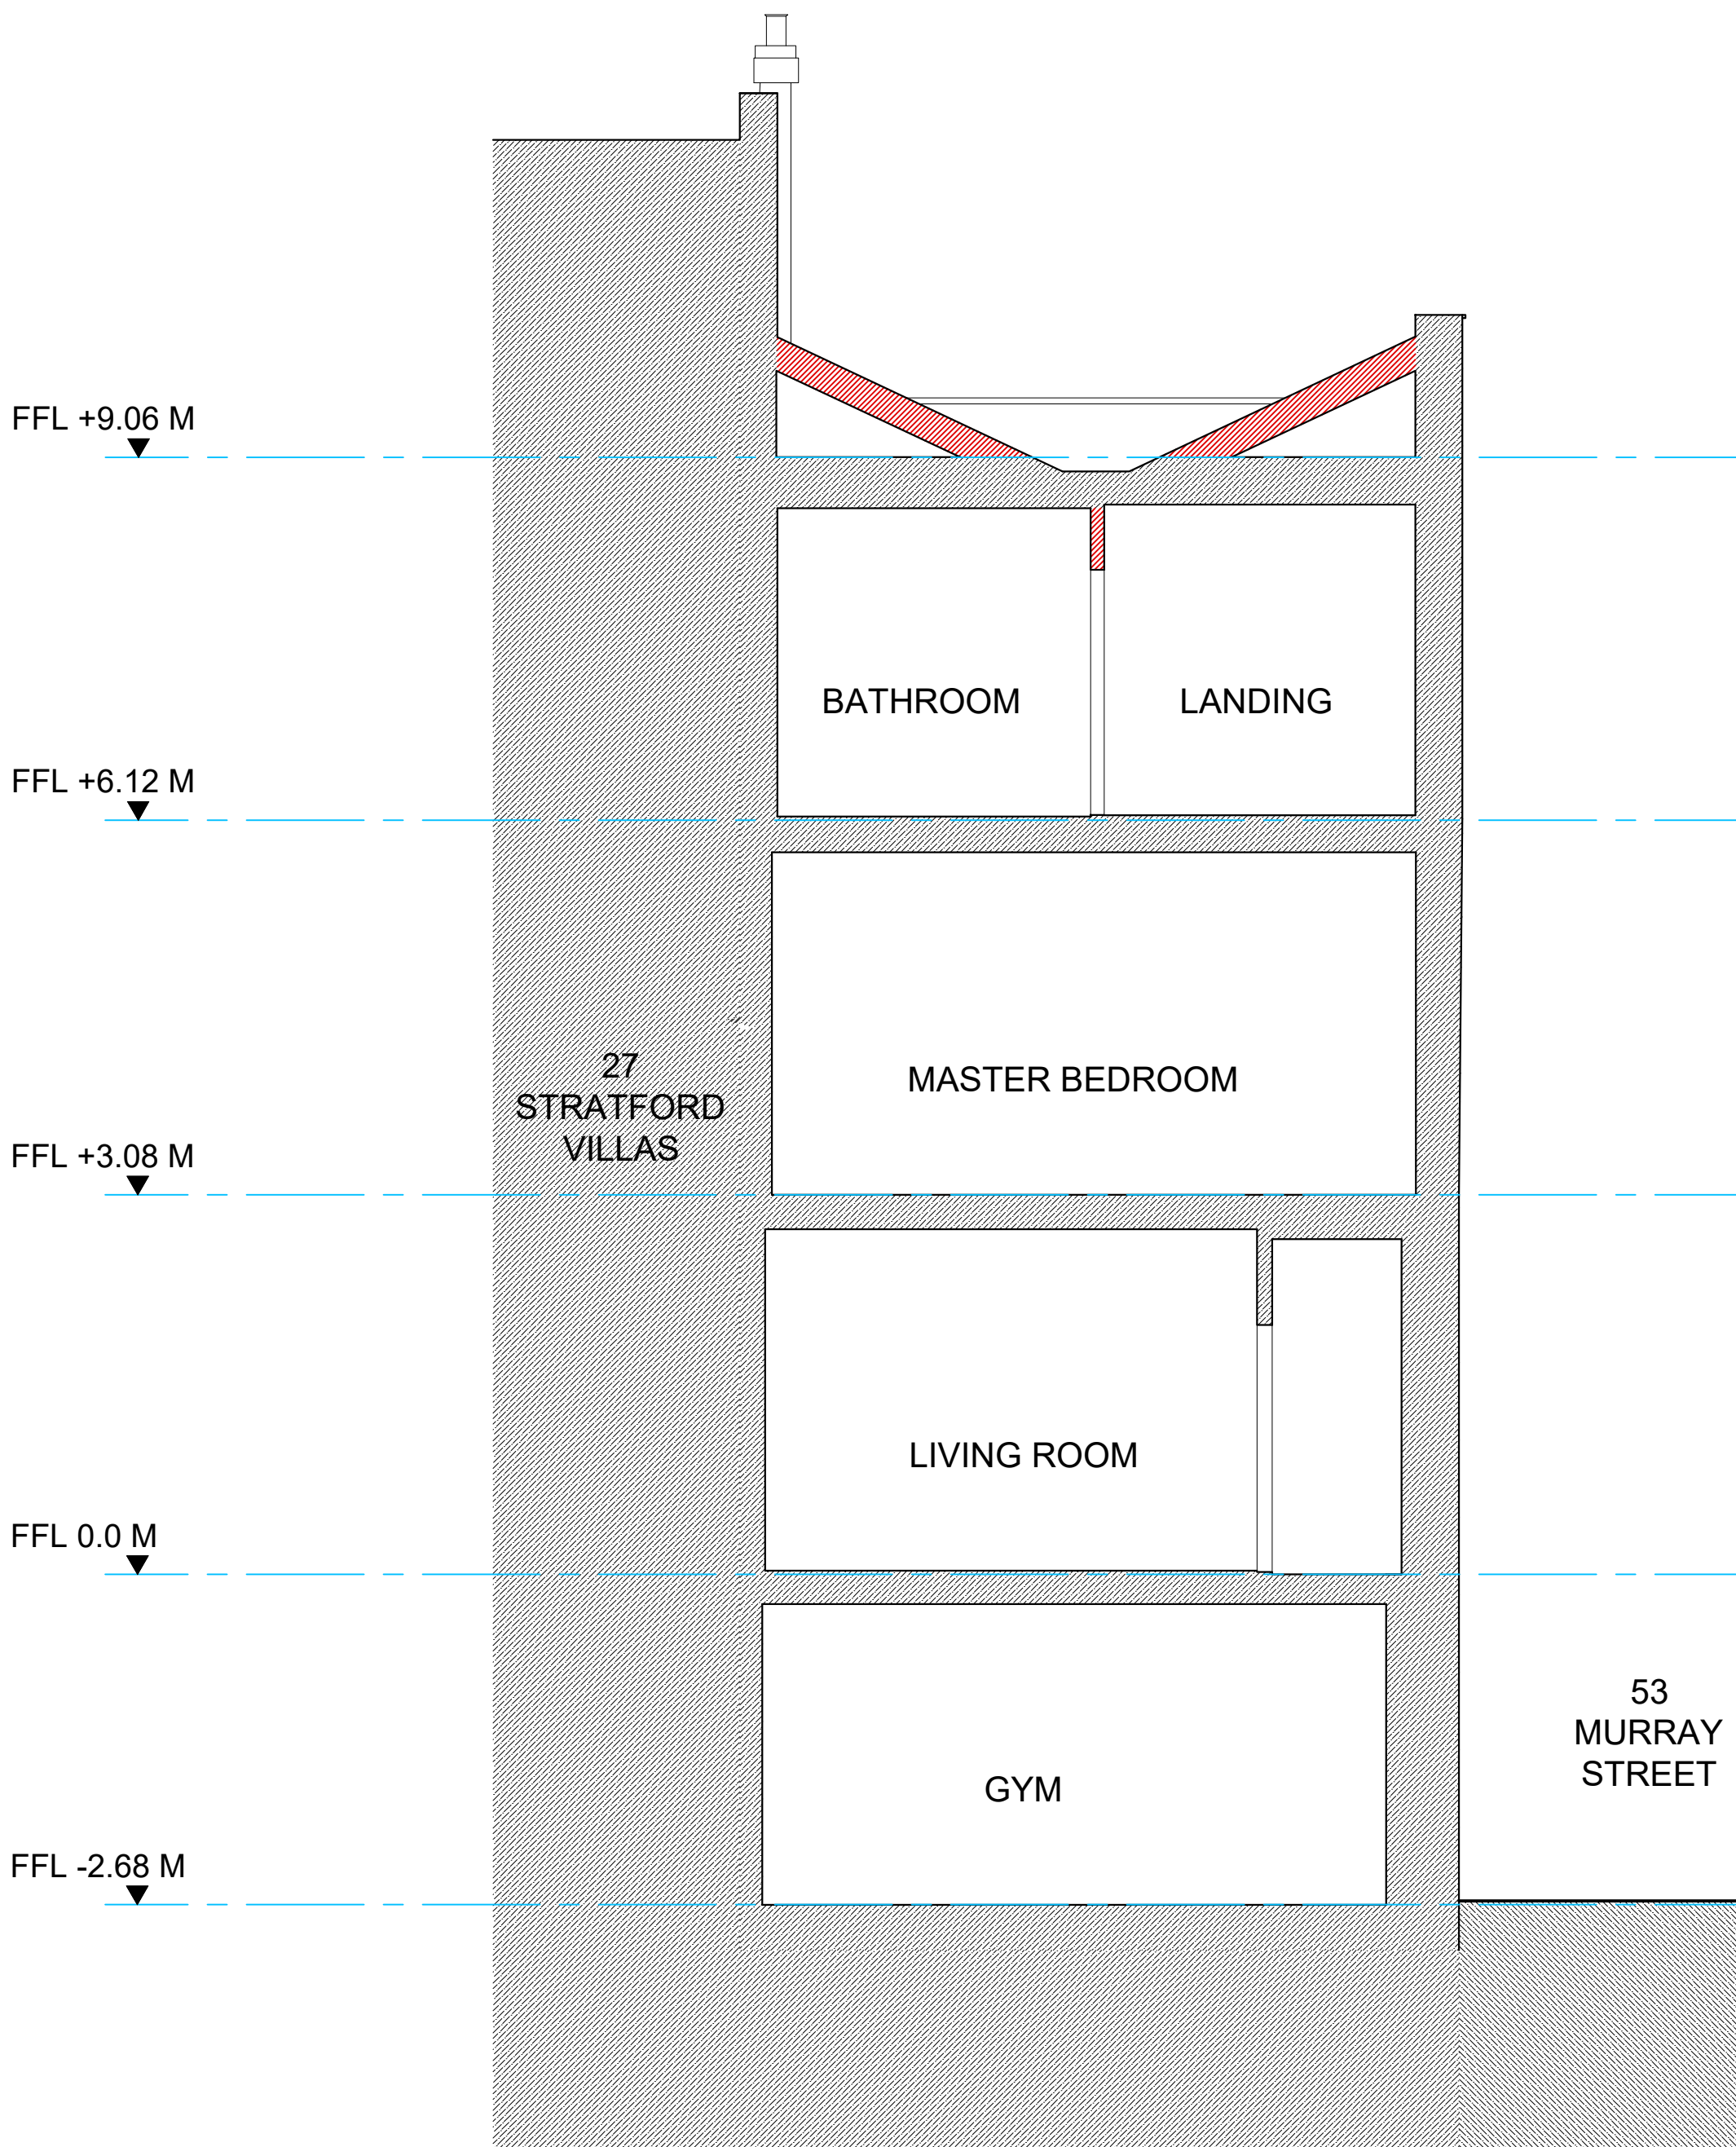 FFL +9.06 M
BATHROOM
LANDING
FFL +6.12 M
27
STRATFORD
VILLAS
MASTER BEDROOM
FFL +3.08 M
LIVING ROOM
FFL 0.0 M
53
MURRAY
STREET
GYM
FFL -2.68 M